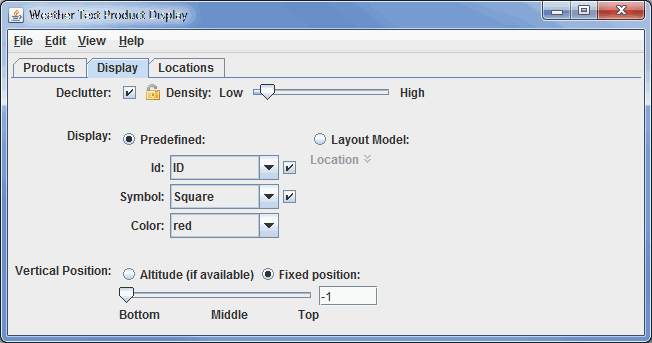 Weather Text Product Display
File Edit View Help
Products Display Locations
Declutter: Density: Low High
Display: Predefined: Layout Model:
Id: ID Location
Symbol: Square
Color: red
Vertical Position: Altitude (if available) Fixed position:
-1
Bottom Middle Top